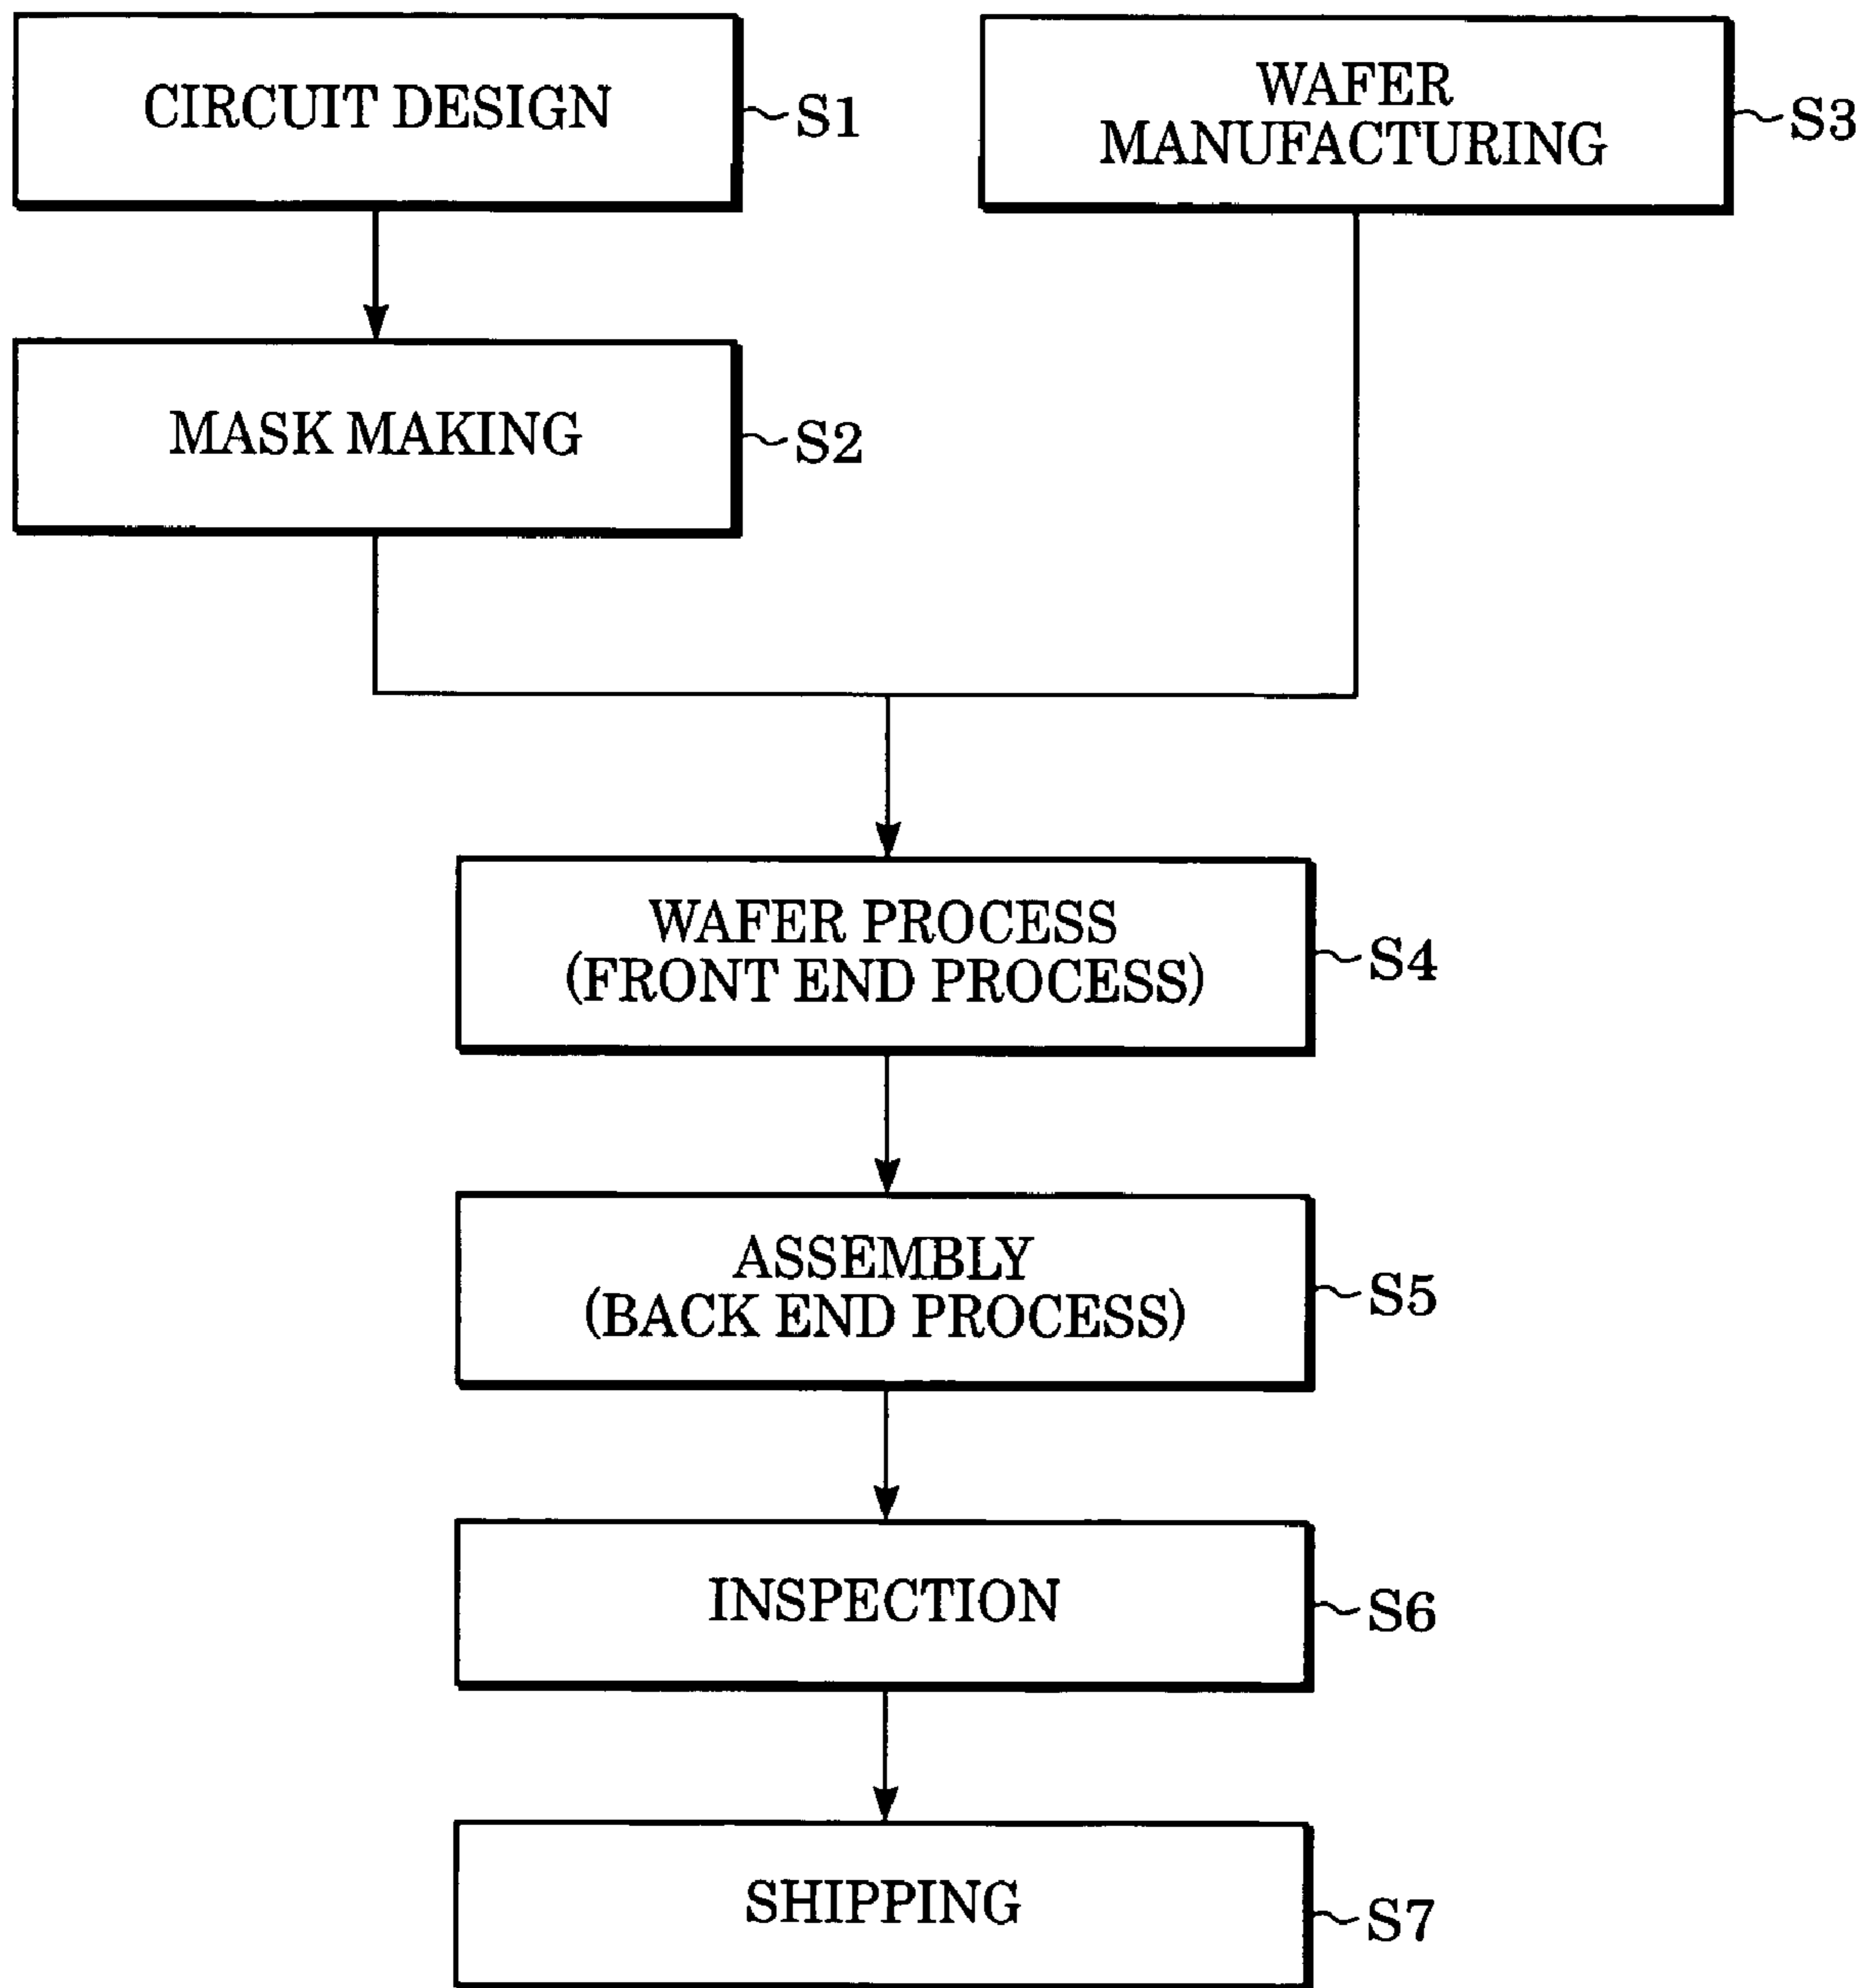 CIRCUIT DESIGN
S1
WAFER
MANUFACTURING
S3
MASK MAKING
S2
WAFER PROCESS
(FRONT END PROCESS)
S4
ASSEMBLY
(BACK END PROCESS)
S5
INSPECTION
S6
SHIPPING
S7